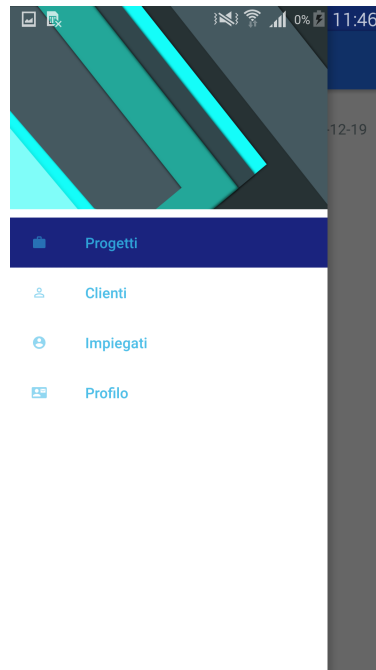 0% 11:46
-12-19
Progetti
Clienti
Impiegati
Profilo